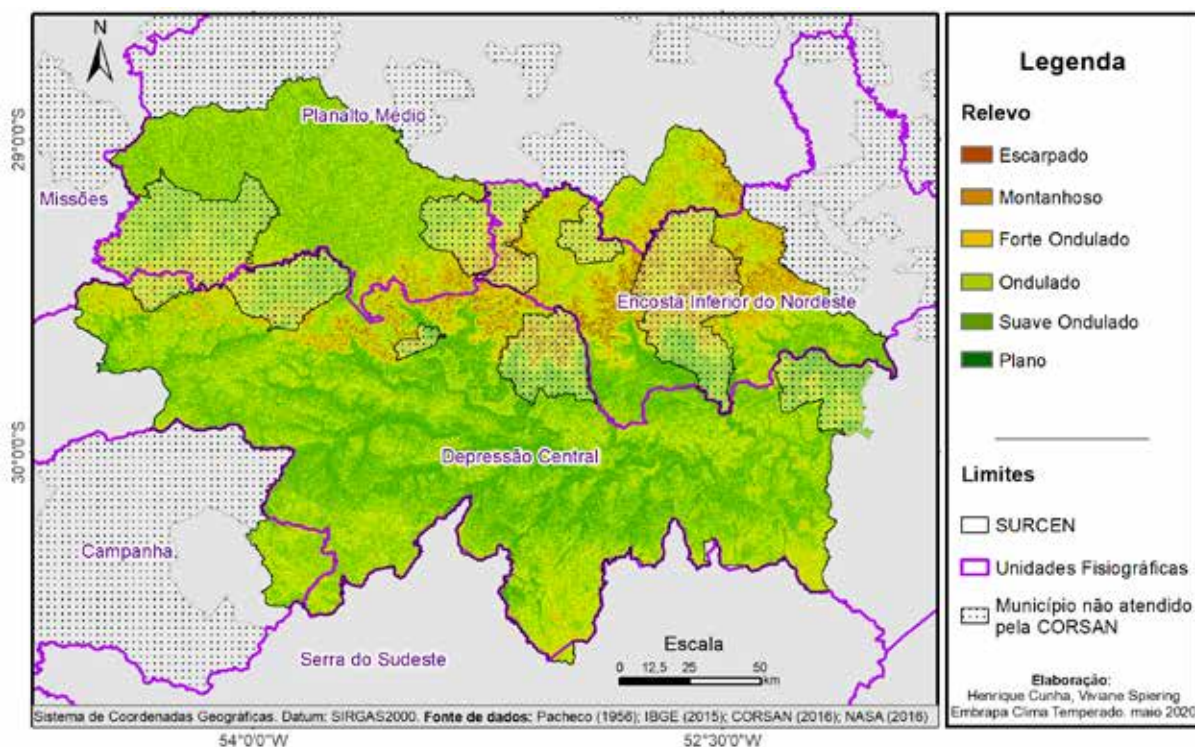 N
Planalto Médio
Missões
Encosta Inferior do Nordeste
Depressão Central
Campanha
Serra do Sudeste
29°0'0"S
30°0'0"S
54°0'0"W
52°30'0"W
Escala
0 12,5 25 50
km
Sistema de Coordenadas Geográficas. Datum: SIRGAS2000. Fonte de dados: Pacheco (1956); IBGE (2015); CORSAN (2016); NASA (2016)
Legenda
Relevo
Escarpado
Montanhoso
Forte Ondulado
Ondulado
Suave Ondulado
Plano
Limites
SURCEN
Unidades Fisiográficas
Município não atendido
pela CORSAN
Elaboração:
Henrique Cunha, Viviane Spiering
Embrapa Clima Temperado. maio 2020